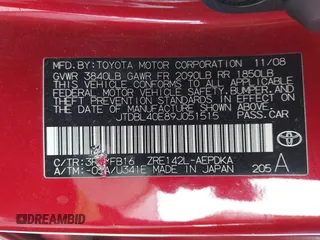 MFD.BY:TOYOTA MOTOR CORPORATION 11/08
GVWR 3840LB GAWR FR 2090LB RR 1850LB
THIS VEHICLE CONFORMS TO ALL APPLICABLE
FEDERAL MOTOR VEHICLE SAFETY, BUMPER, AND
THEFT PREVENTION STANDARDS IN EFFECT ON
THE DATE OF MANUFACTURE SHOWN ABOVE.
JTDBL40E89J051515 PASS.CAR
C/TR: FB16 ZRE142L-AEPDKA
A/TM: /U341E MADE IN JAPAN 205 A
TOYOTA
DREAMBID